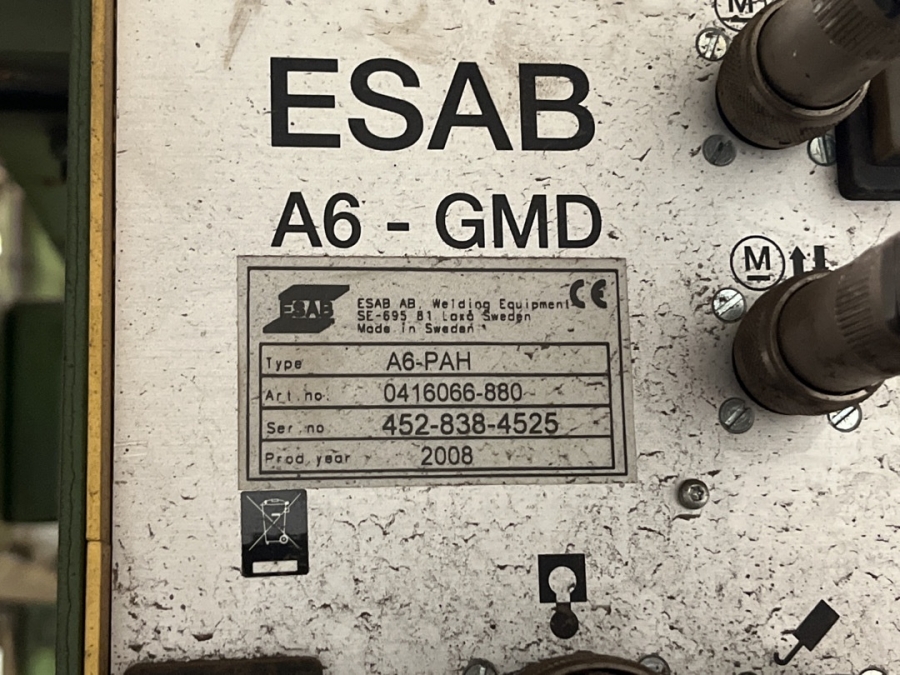 M
ESAB
A6 - GMD
M
ESAB
ESAB AB, Welding Equipment CE
SE-695 81 Laxå Sweden
Made in Sweden
Type A6-PAH
Art.no. 0416066-880
Ser.no 452-838-4525
Prod.year 2008